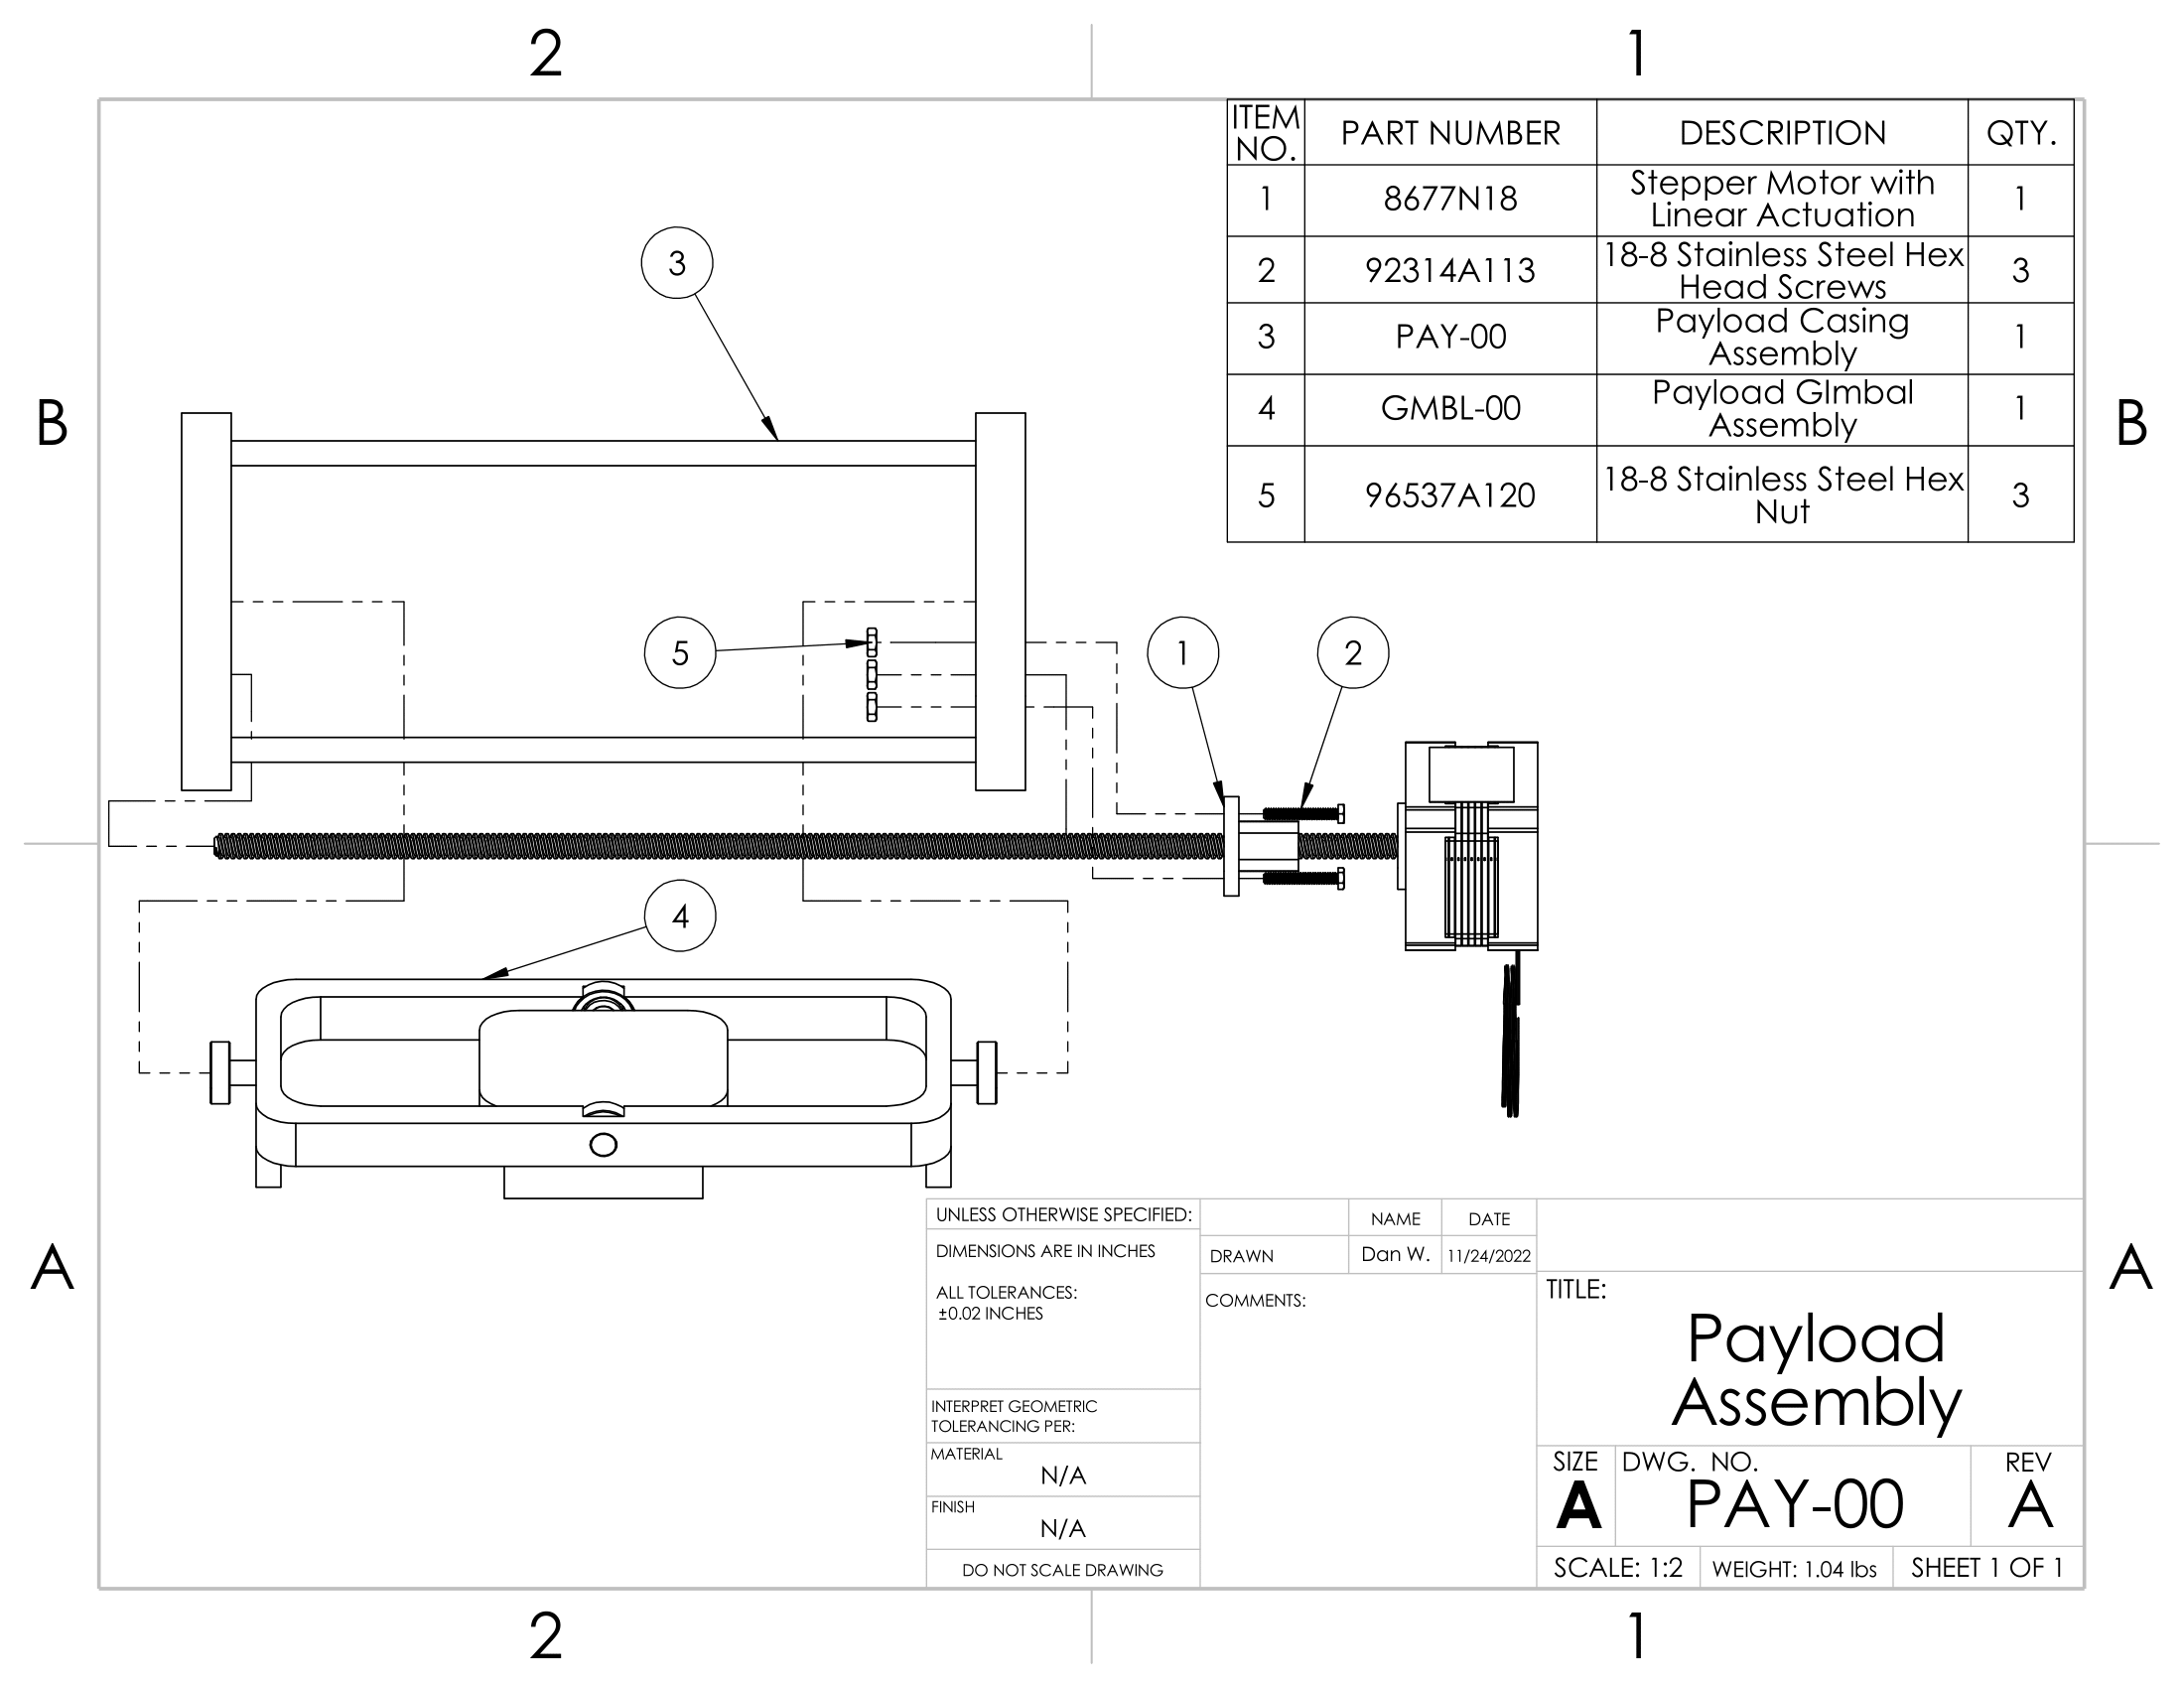 2
1
ITEM NO. PART NUMBER DESCRIPTION QTY.
1 8677N18 Stepper Motor with Linear Actuation 1
2 92314A113 18-8 Stainless Steel Hex Head Screws 3
3 PAY-00 Payload Casing Assembly 1
4 GMBL-00 Payload GImbal Assembly 1
5 96537A120 18-8 Stainless Steel Hex Nut 3
3
B
B
5
1
2
4
A
A
UNLESS OTHERWISE SPECIFIED:
DIMENSIONS ARE IN INCHES
ALL TOLERANCES:
±0.02 INCHES
INTERPRET GEOMETRIC
TOLERANCING PER:
MATERIAL
N/A
FINISH
N/A
DO NOT SCALE DRAWING
NAME DATE
DRAWN Dan W. 11/24/2022
COMMENTS:
TITLE:
Payload
Assembly
SIZE DWG. NO. REV
A PAY-00 A
SCALE: 1:2 WEIGHT: 1.04 lbs SHEET 1 OF 1
2
1